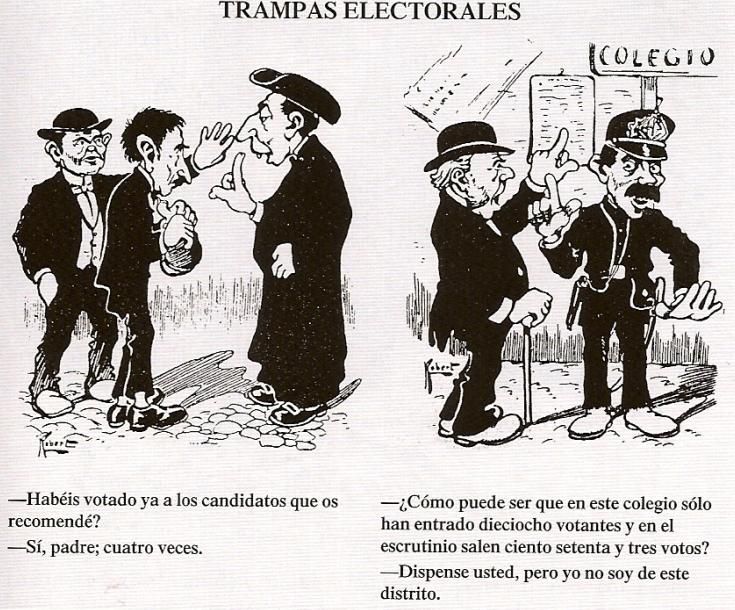 TRAMPAS ELECTORALES
COLEGIO
Robert
Robert
—Habéis votado ya a los candidatos que os
recomendé?
—Sí, padre; cuatro veces.
—¿Cómo puede ser que en este colegio sólo
han entrado dieciocho votantes y en el
escrutinio salen ciento setenta y tres votos?
—Dispense usted, pero yo no soy de este
distrito.